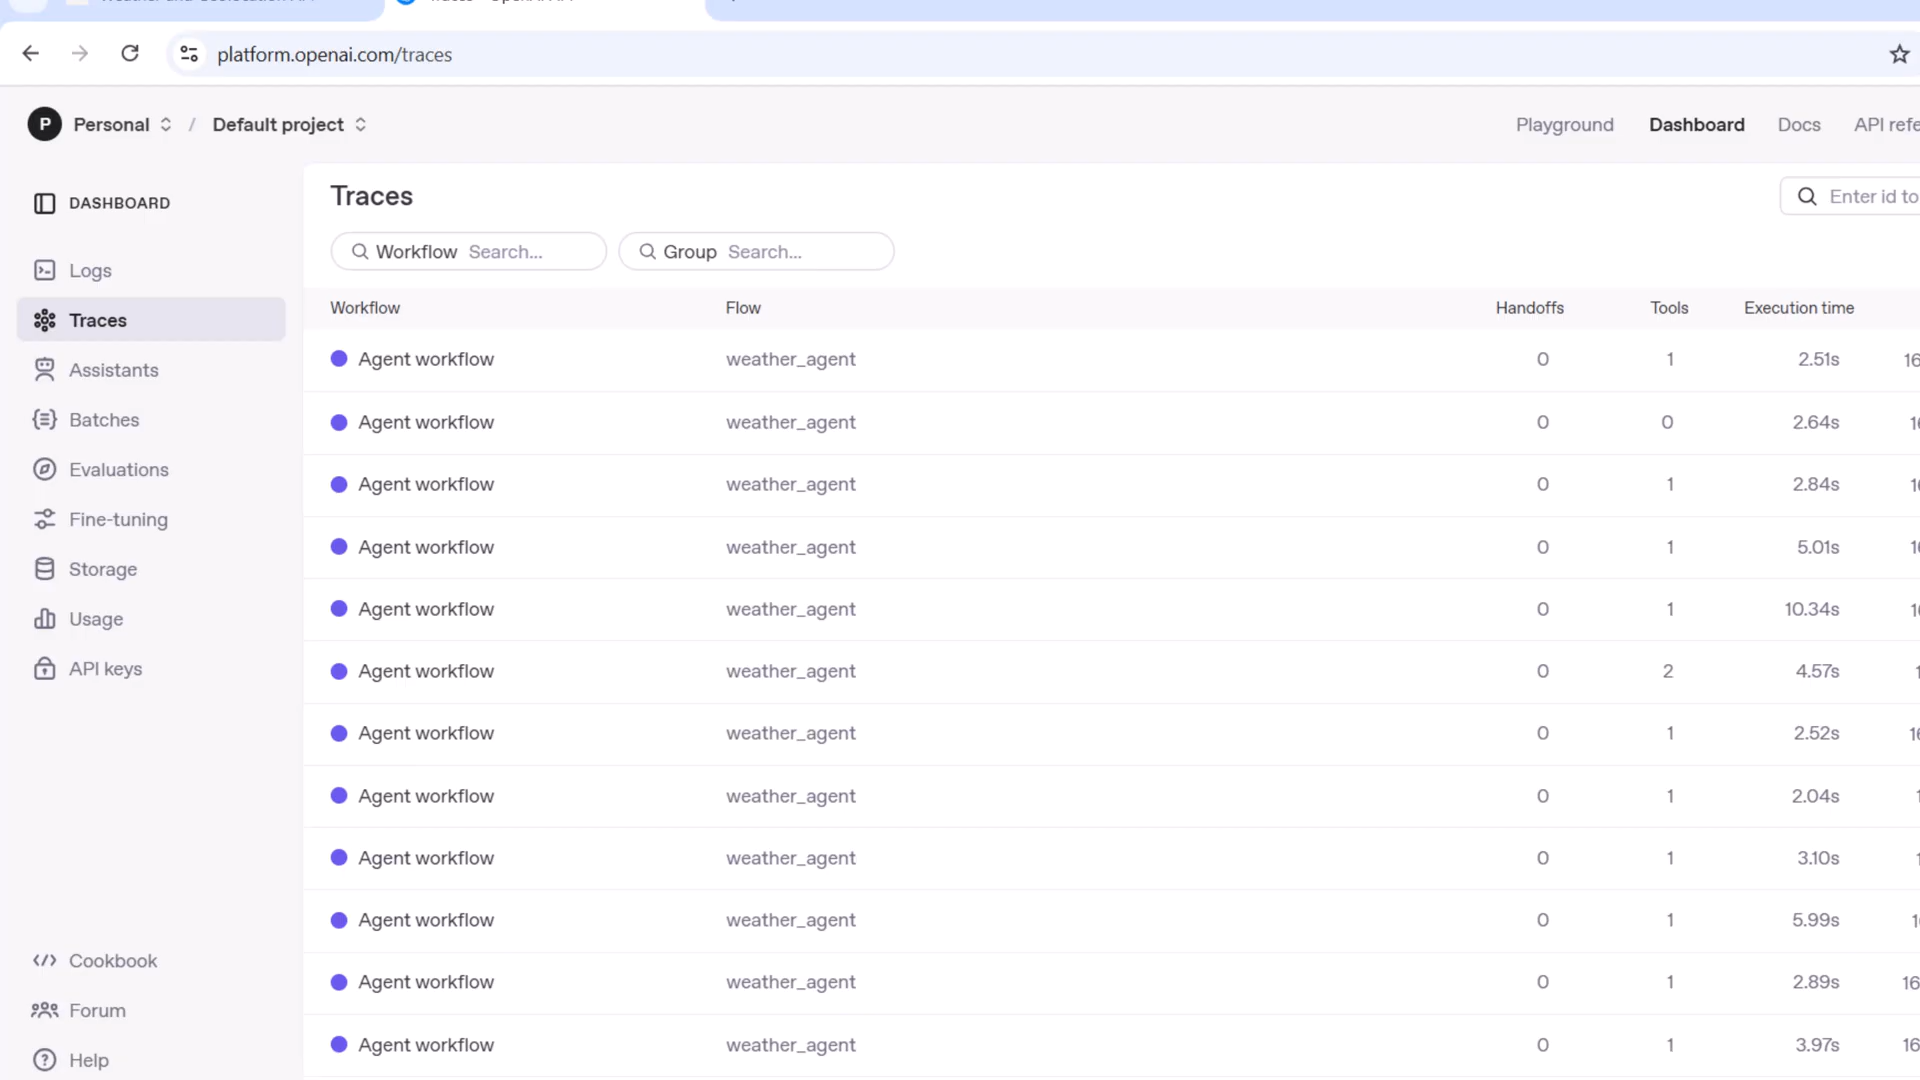 platform.openai.com/traces
P Personal / Default project
Playground Dashboard Docs API refe
DASHBOARD
Logs
Traces
Assistants
Batches
Evaluations
Fine-tuning
Storage
Usage
API keys
Cookbook
Forum
Help
Traces
Enter id to
Workflow Search...
Group Search...
Workflow Flow Handoffs Tools Execution time
Agent workflow weather_agent 0 1 2.51s 16
Agent workflow weather_agent 0 0 2.64s
Agent workflow weather_agent 0 1 2.84s
Agent workflow weather_agent 0 1 5.01s
Agent workflow weather_agent 0 1 10.34s
Agent workflow weather_agent 0 2 4.57s
Agent workflow weather_agent 0 1 2.52s
Agent workflow weather_agent 0 1 2.04s
Agent workflow weather_agent 0 1 3.10s
Agent workflow weather_agent 0 1 5.99s
Agent workflow weather_agent 0 1 2.89s 16
Agent workflow weather_agent 0 1 3.97s 16